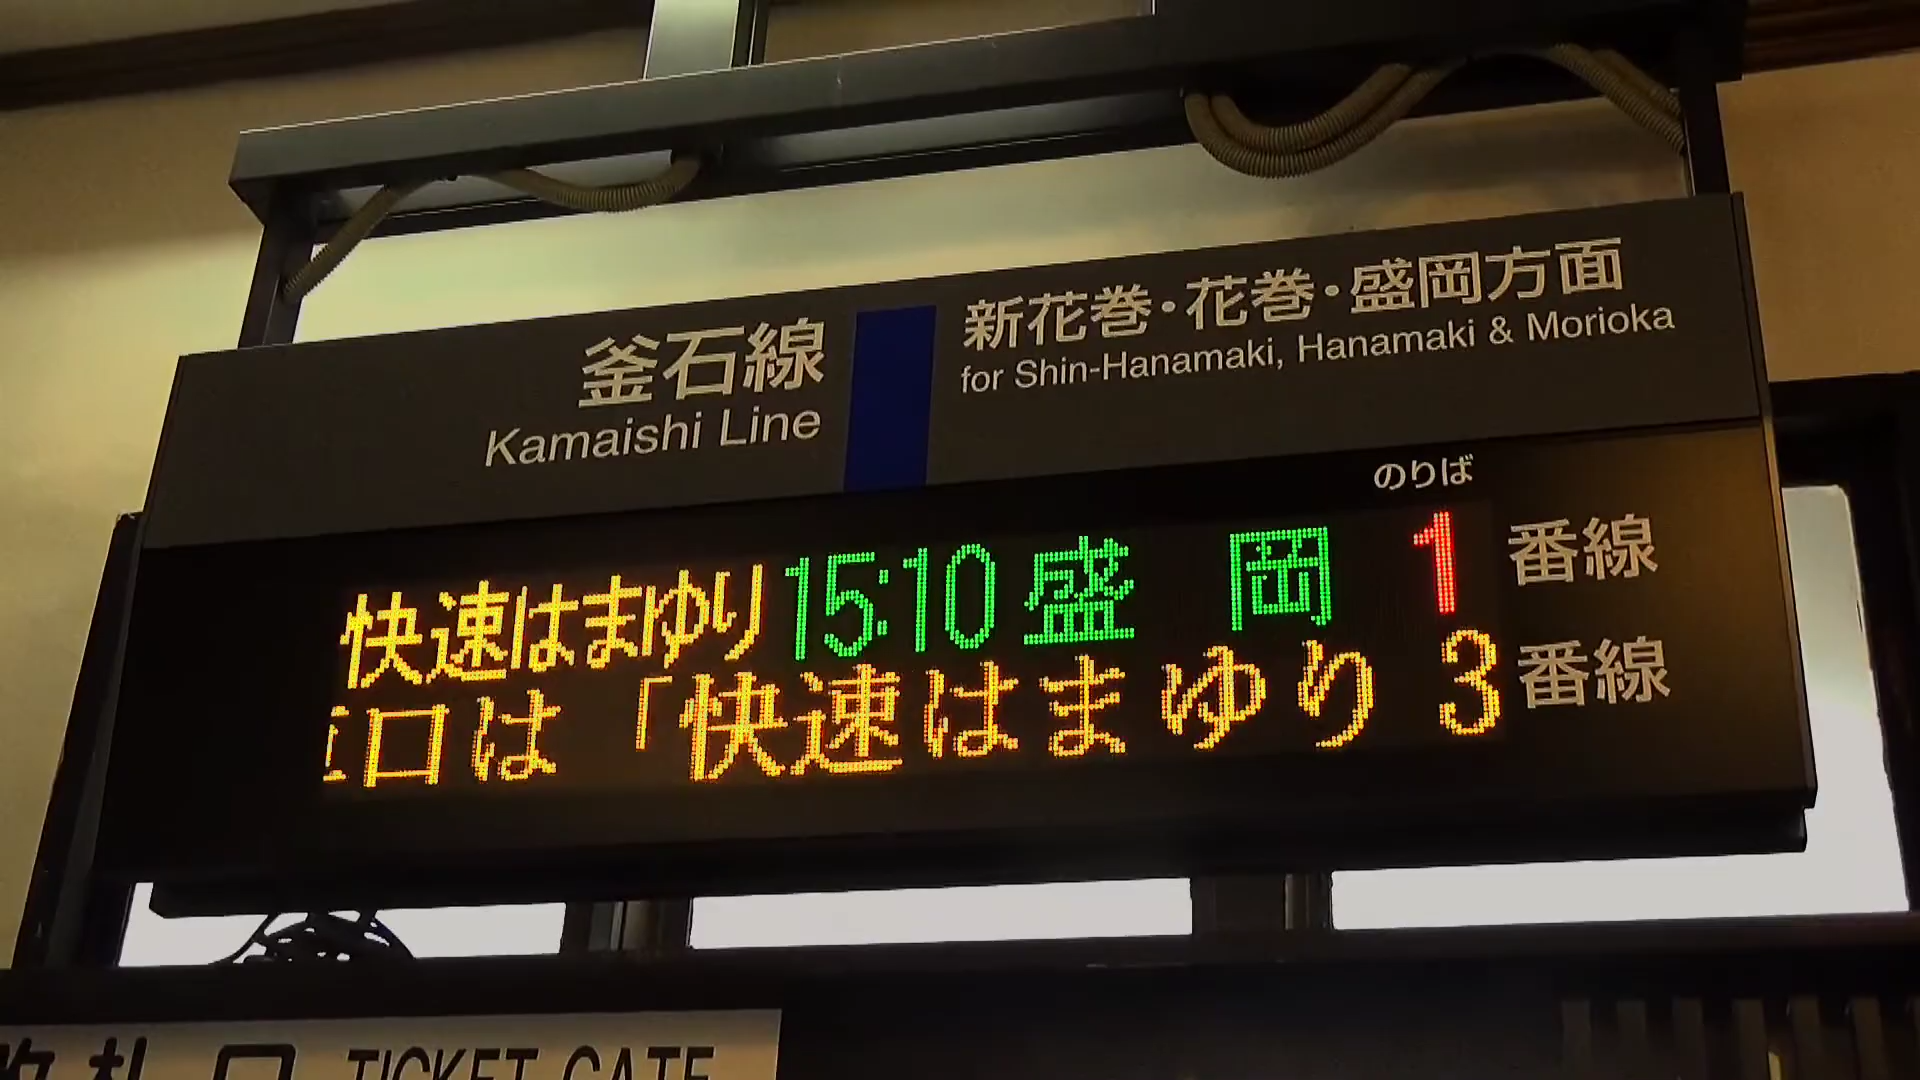 釜石線
Kamaishi Line
新花巻・花巻・盛岡方面
for Shin-Hanamaki, Hanamaki & Morioka
のりば
快速はまゆり 15:10 盛 岡 1 番線
口は「快速はまゆり 3 番線
札口 TICKET GATE